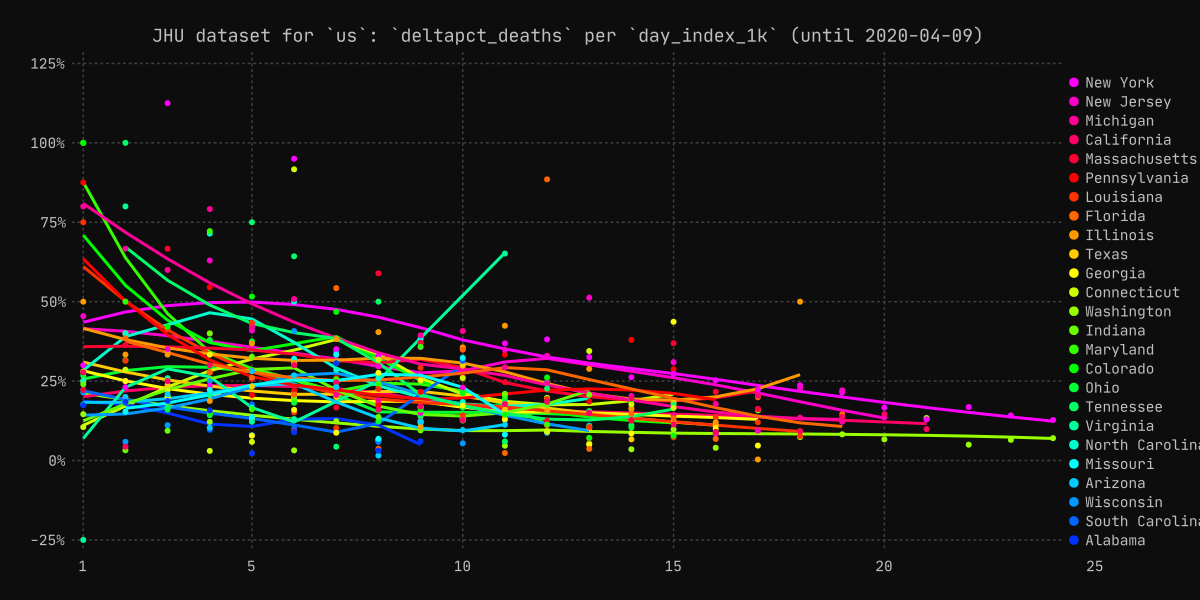 JHU dataset for `us`: `deltapct_deaths` per `day_index_1k` (until 2020-04-09)
125%
100%
75%
50%
25%
0%
-25%
1
5
10
15
20
25
New York
New Jersey
Michigan
California
Massachusetts
Pennsylvania
Louisiana
Florida
Illinois
Texas
Georgia
Connecticut
Washington
Indiana
Maryland
Colorado
Ohio
Tennessee
Virginia
North Carolina
Missouri
Arizona
Wisconsin
South Carolina
Alabama